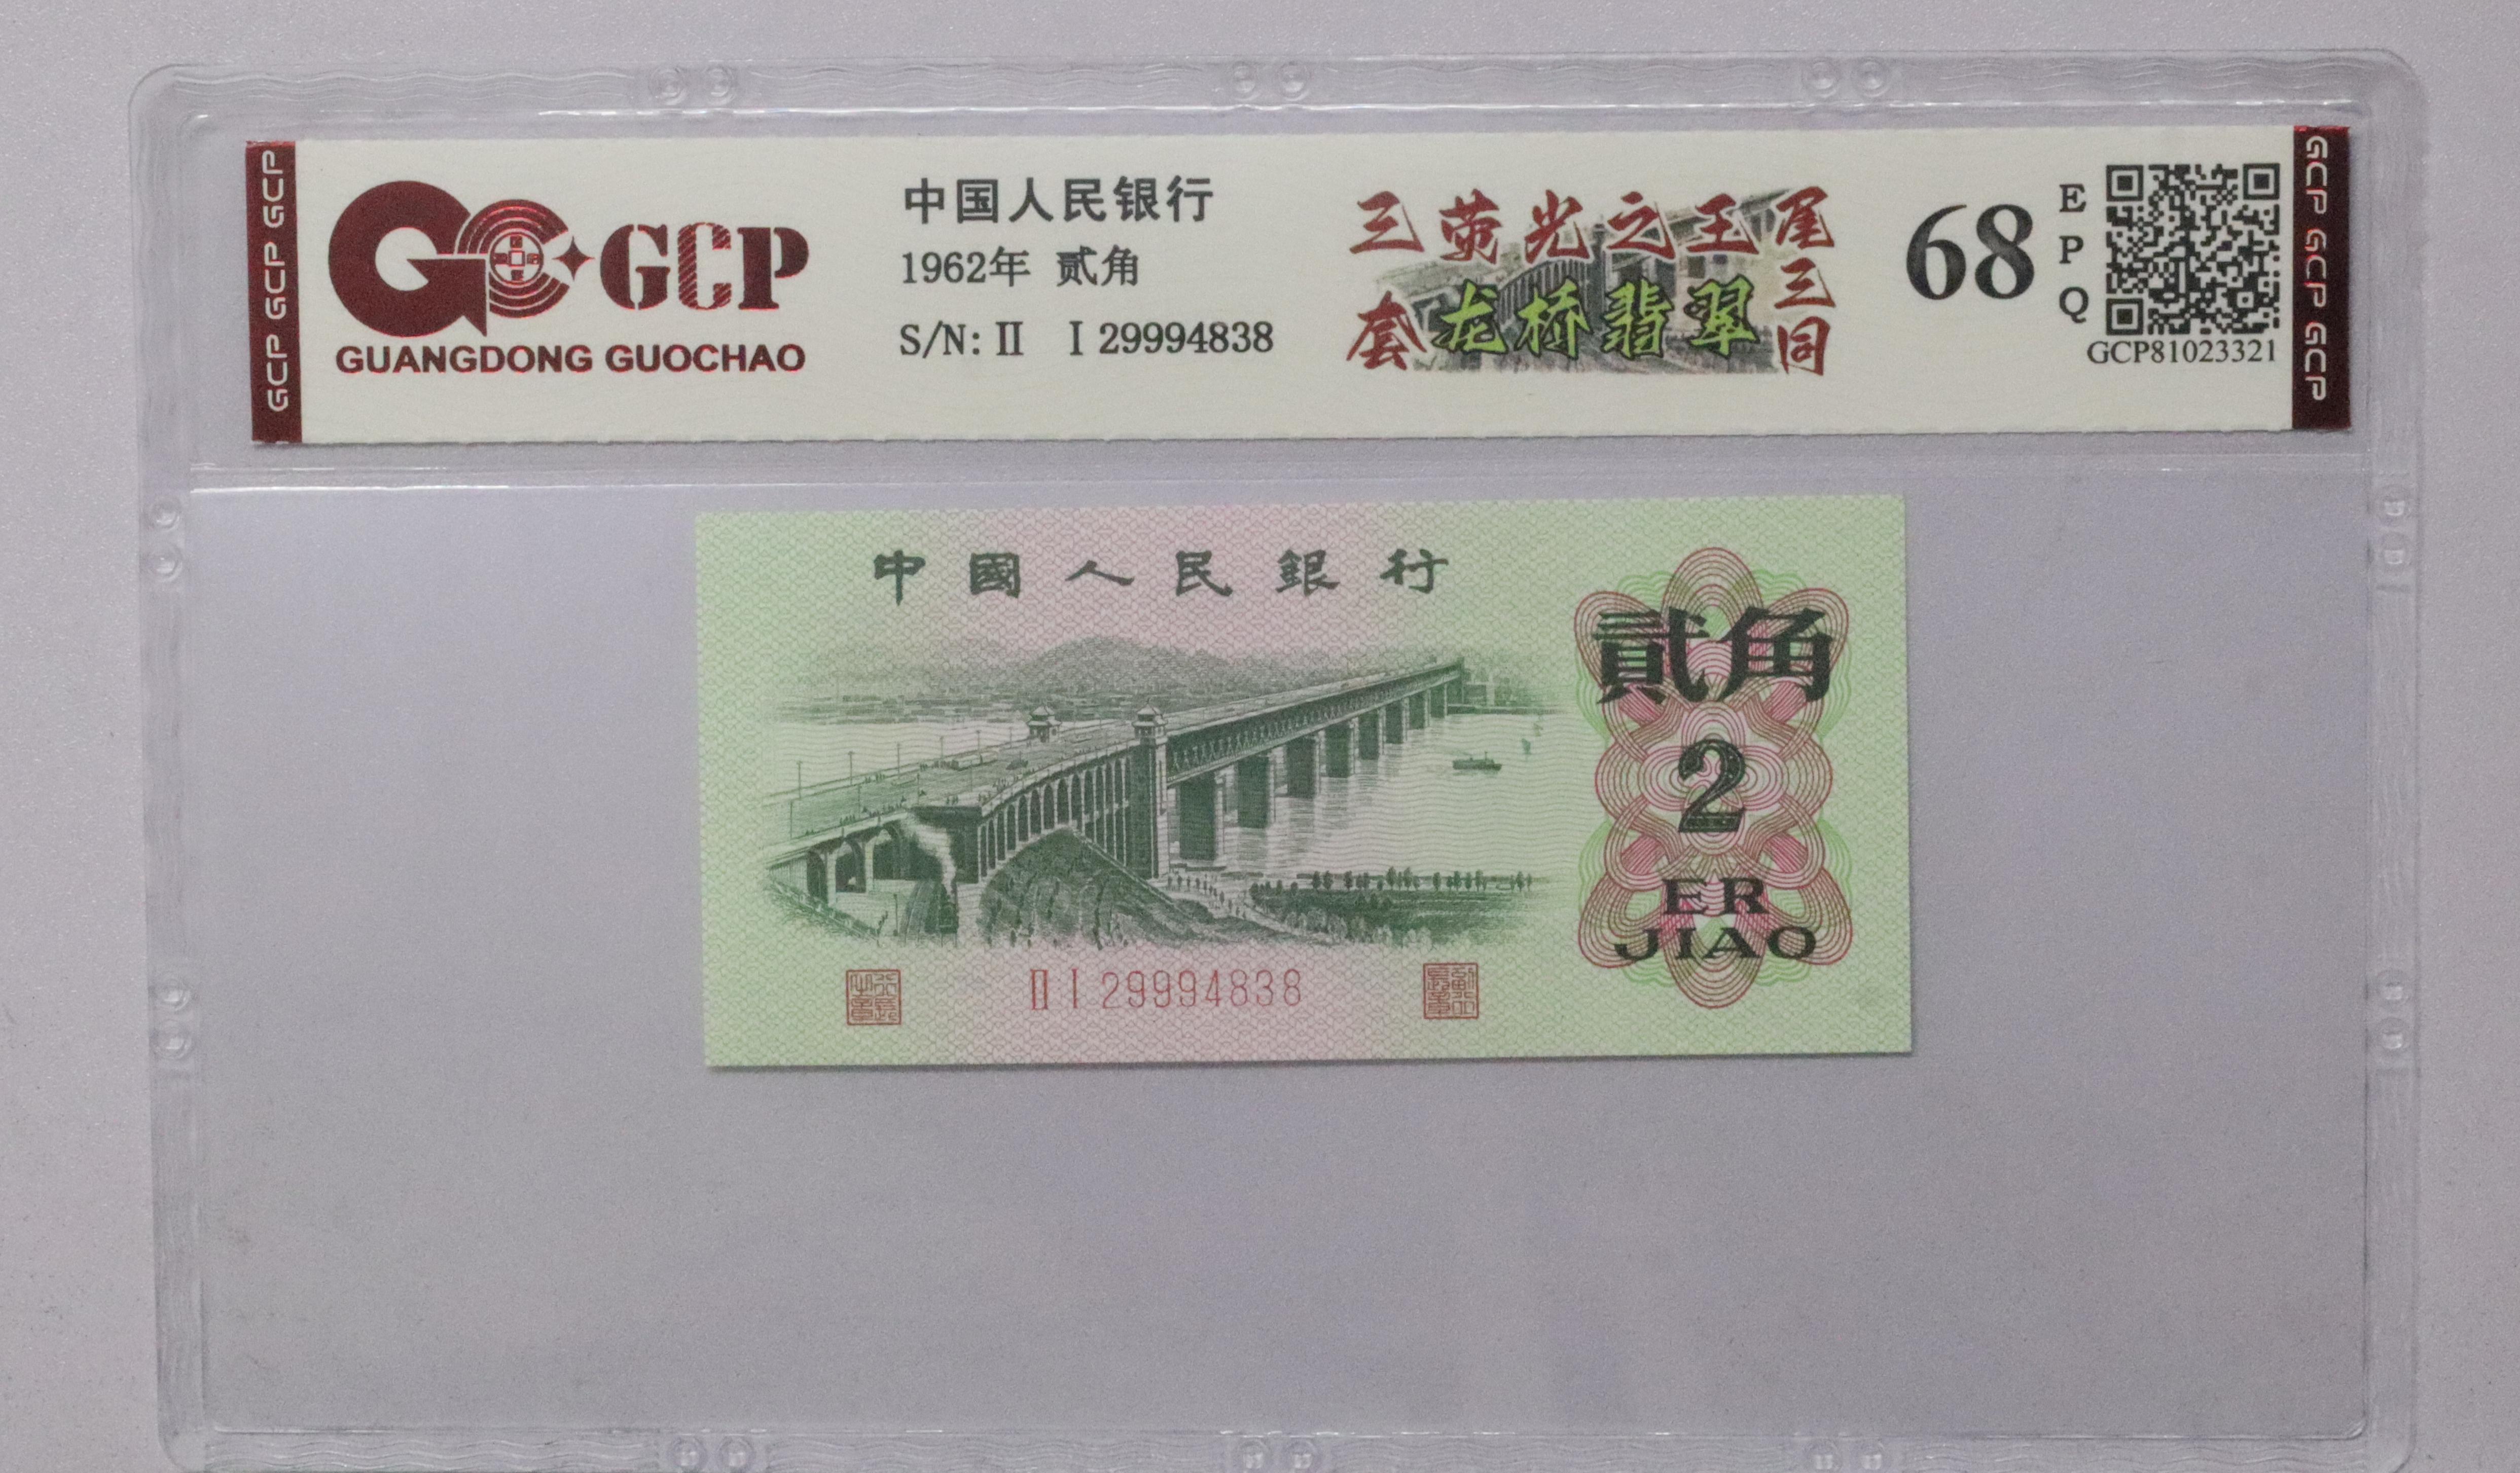 GCP GCP GCP
GCP
GUANGDONG GUOCHAO
中国人民银行
1962年 贰角
S/N: II I 29994838
三荧光之王
套龙桥翡翠
尾三同
68
EPQ
GCP81023321
GCP GCP GCP
中國人民銀行
貳角
2
ER
JIAO
II I 29994838